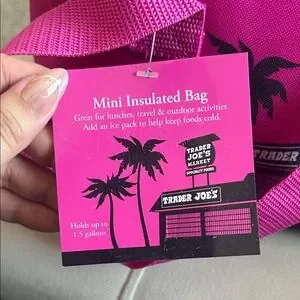 Mini Insulated Bag
Great for lunches, travel & outdoor activities.
Add an ice pack to help keep foods cold.
TRADER
JOE'S
MARKET
SPECIALTY FOODS
TRADER JOE'S
Holds up to
1.5 gallons
TRADER